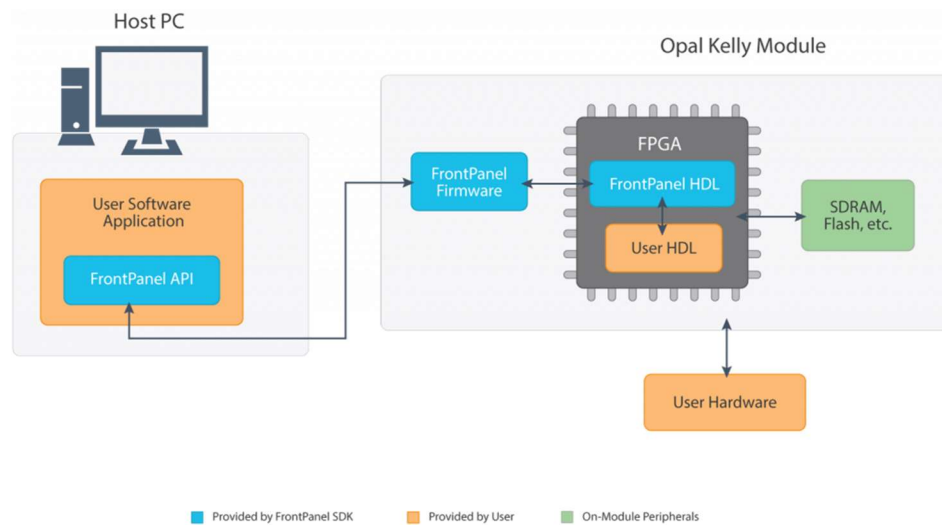 Host PC
Opal Kelly Module
User Software
Application
FrontPanel API
FrontPanel
Firmware
FPGA
FrontPanel HDL
User HDL
SDRAM,
Flash, etc.
User Hardware
Provided by FrontPanel SDK
Provided by User
On-Module Peripherals